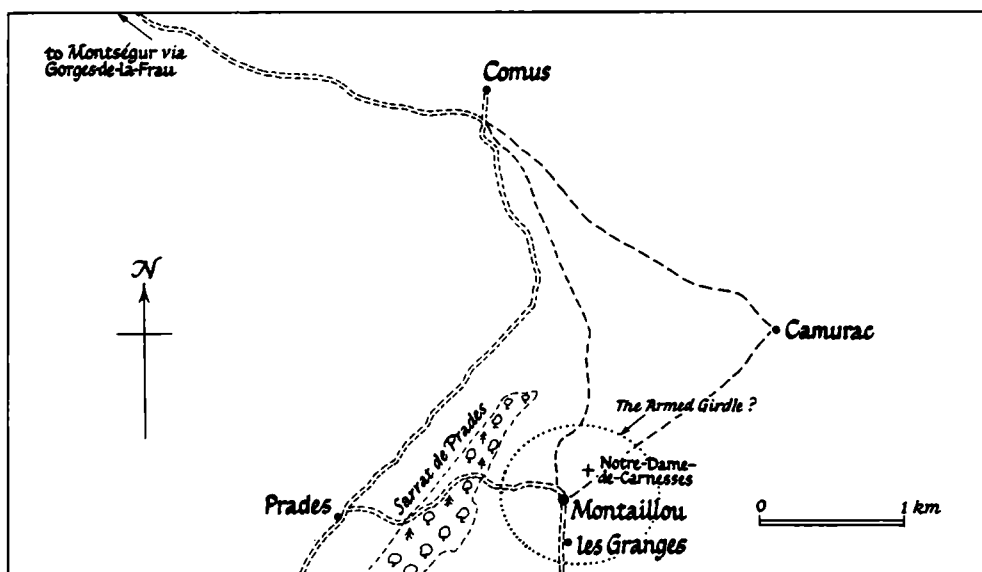 to Montségur via
Gorges-de-la-Frau
Comus
N
Camurac
The Armed Girdle ?
Sarrat de Prades
Notre-Dame-
de-Carnesses
Prades
Montaillou
les Granges
0 1 km